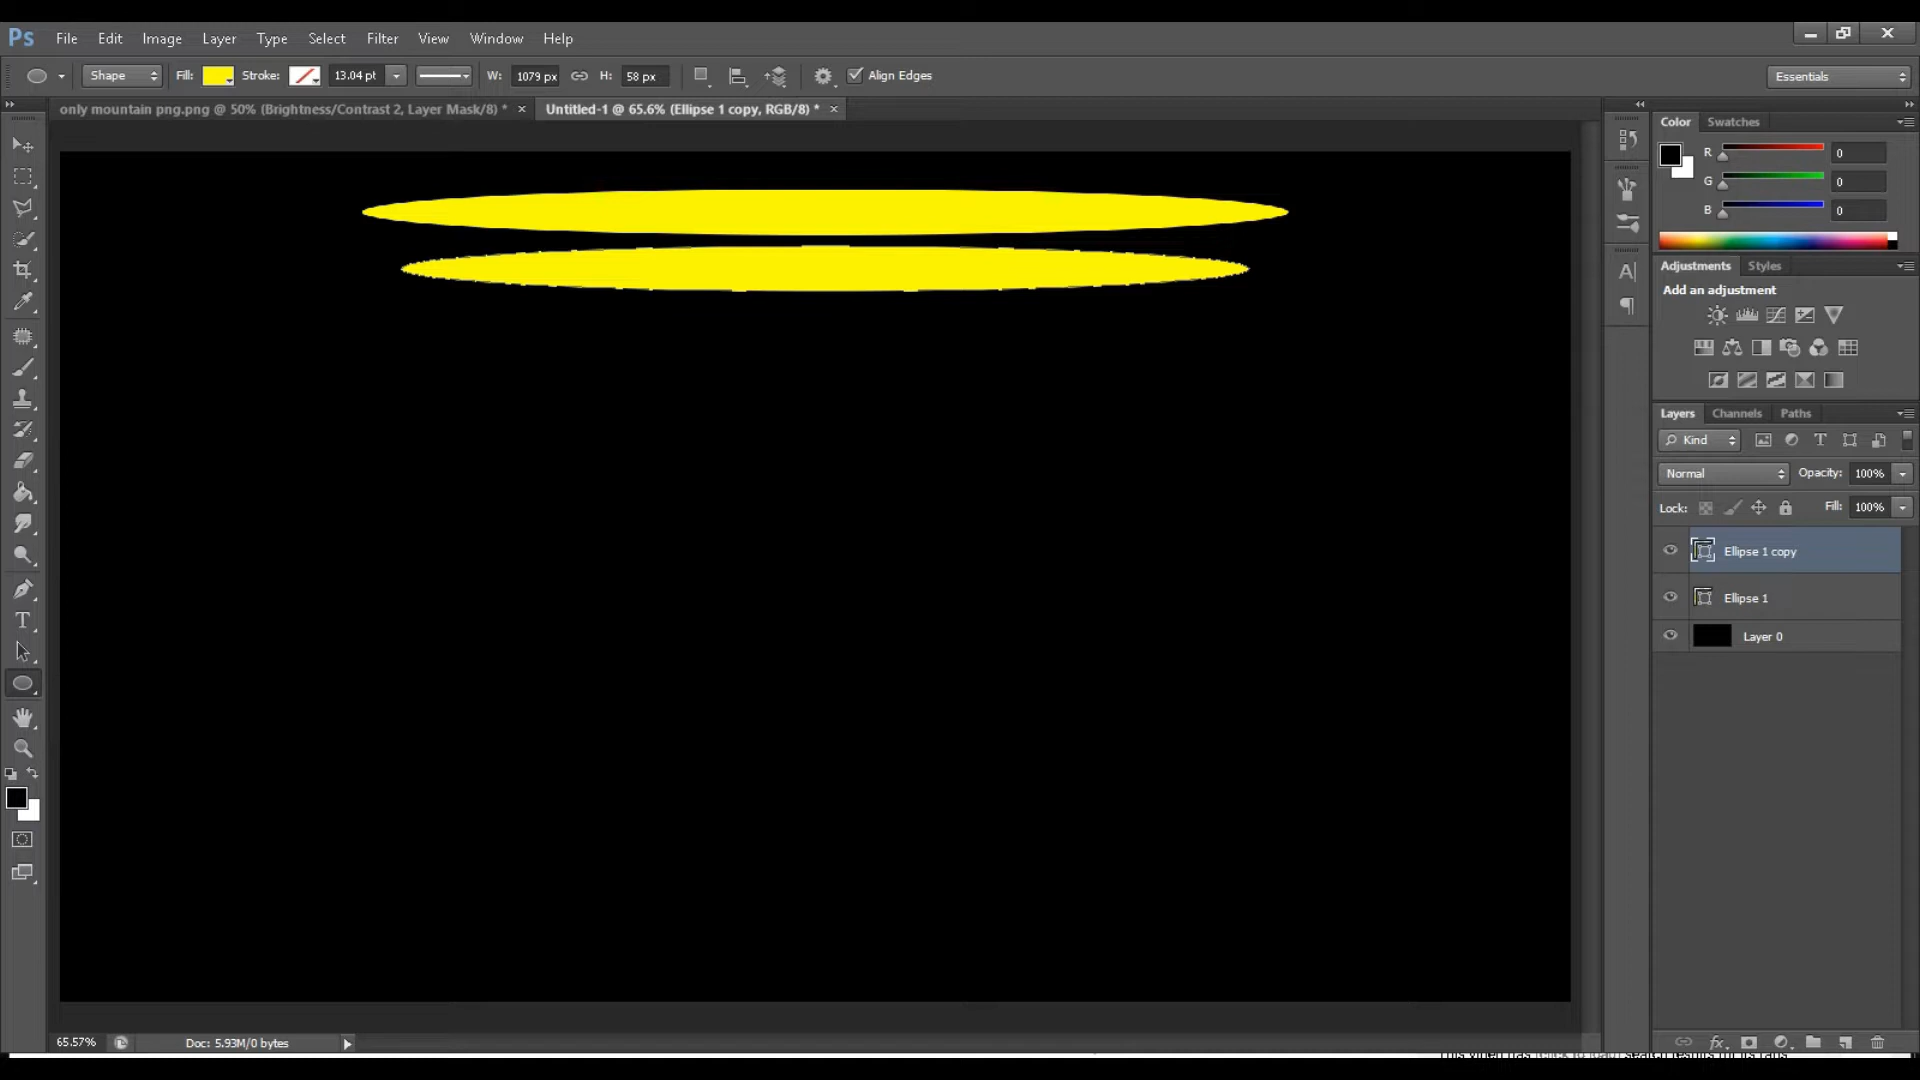 Ps File Edit Image Layer Type Select Filter View Window Help
Shape Fill: Stroke: 13.04 pt W: 1079 px H: 58 px Align Edges Essentials
only mountain png.png @ 50% (Brightness/Contrast 2, Layer Mask/8) * × Untitled-1 @ 65.6% (Ellipse 1 copy, RGB/8) * ×
Color Swatches
R 0
G 0
B 0
Adjustments Styles
Add an adjustment
Layers Channels Paths
Kind
Normal Opacity: 100%
Lock: Fill: 100%
Ellipse 1 copy
Ellipse 1
Layer 0
65.57% Doc: 5.93M/0 bytes